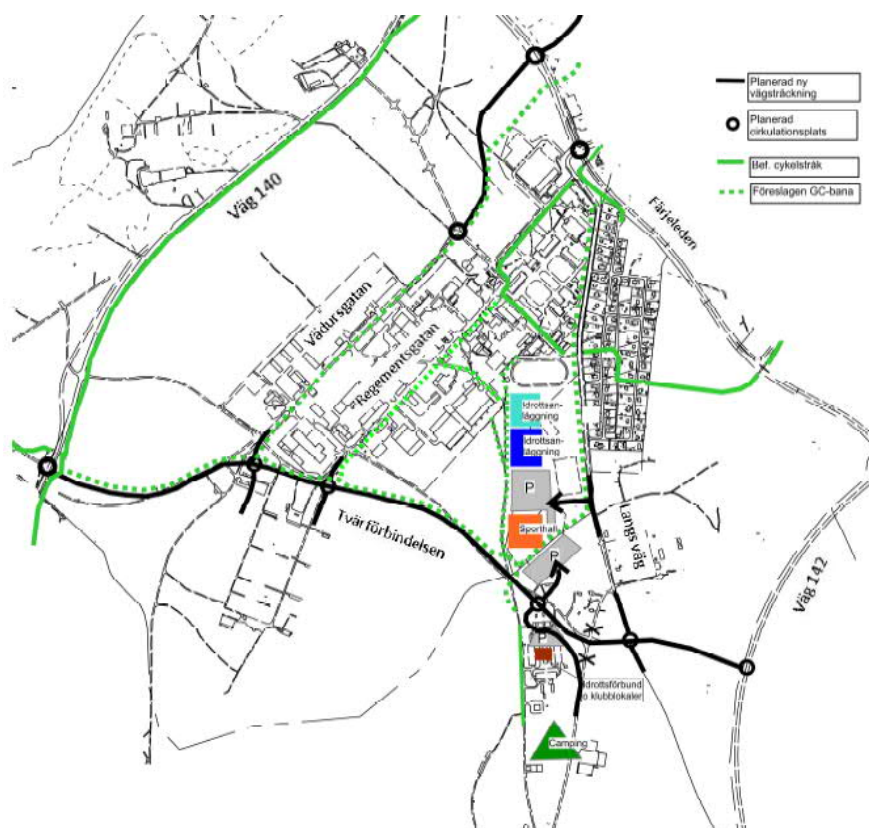 Planerad ny
vägsträckning
Planerad
cirkulationsplats
Bef. cykelstråk
Föreslagen GC-bana
Väg 140
Färjeleden
Vädursgatan
Regementsgatan
Idrottsan-
läggning
Idrottsan-
läggning
P
Sporthall
P
Tvärförbindelsen
Langs väg
Väg 142
P
Idrottsförbund
o klubblokaler
Camping